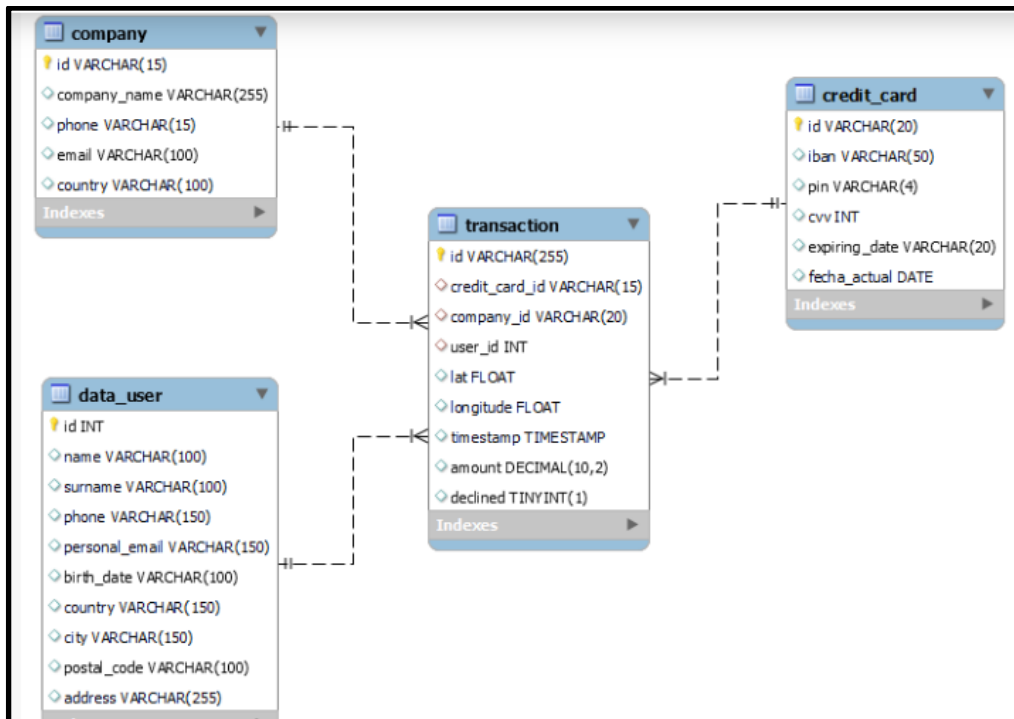 company
id VARCHAR(15)
company_name VARCHAR(255)
phone VARCHAR(15)
email VARCHAR(100)
country VARCHAR(100)
Indexes
credit_card
id VARCHAR(20)
iban VARCHAR(50)
pin VARCHAR(4)
cvv INT
expiring_date VARCHAR(20)
fecha_actual DATE
Indexes
transaction
id VARCHAR(255)
credit_card_id VARCHAR(15)
company_id VARCHAR(20)
user_id INT
lat FLOAT
longitude FLOAT
timestamp TIMESTAMP
amount DECIMAL(10,2)
declined TINYINT(1)
Indexes
data_user
id INT
name VARCHAR(100)
surname VARCHAR(100)
phone VARCHAR(150)
personal_email VARCHAR(150)
birth_date VARCHAR(100)
country VARCHAR(150)
city VARCHAR(150)
postal_code VARCHAR(100)
address VARCHAR(255)